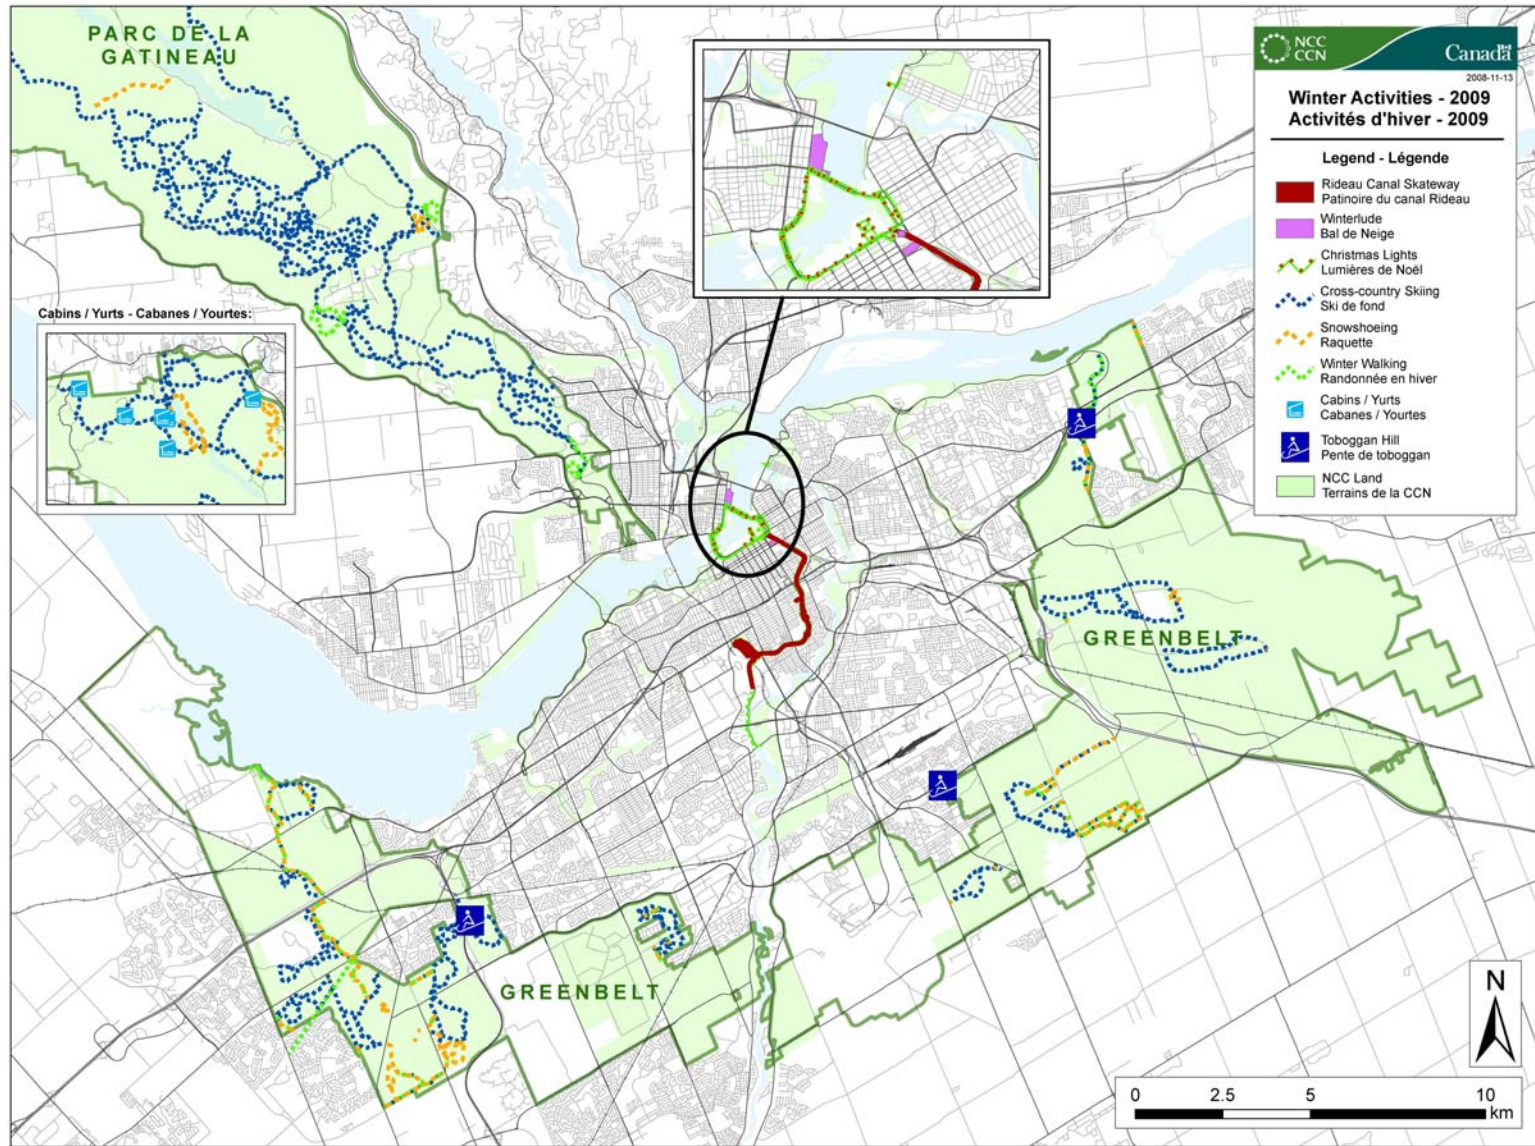 PARC DE LA
GATINEAU
NCC
CCN
Canada
2008-11-13
Winter Activities - 2009
Activités d'hiver - 2009
Legend - Légende
Rideau Canal Skateway
Patinoire du canal Rideau
Winterlude
Bal de Neige
Christmas Lights
Lumières de Noël
Cross-country Skiing
Ski de fond
Snowshoeing
Raquette
Winter Walking
Randonnée en hiver
Cabins / Yurts
Cabanes / Yourtes
Toboggan Hill
Pente de toboggan
NCC Land
Terrains de la CCN
Cabins / Yurts - Cabanes / Yourtes:
GREENBELT
GREENBELT
N
0 2.5 5 10
km